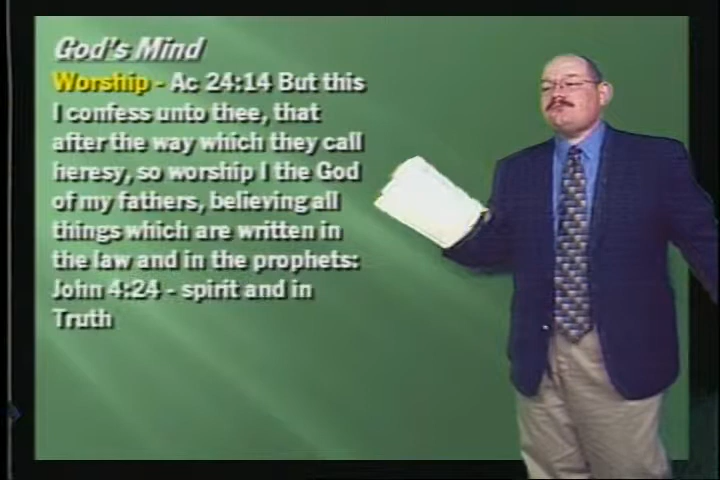 God's Mind
Worship - Ac 24:14 But this
I confess unto thee, that
after the way which they call
heresy, so worship I the God
of my fathers, believing all
things which are written in
the law and in the prophets:
John 4:24 - spirit and in
Truth